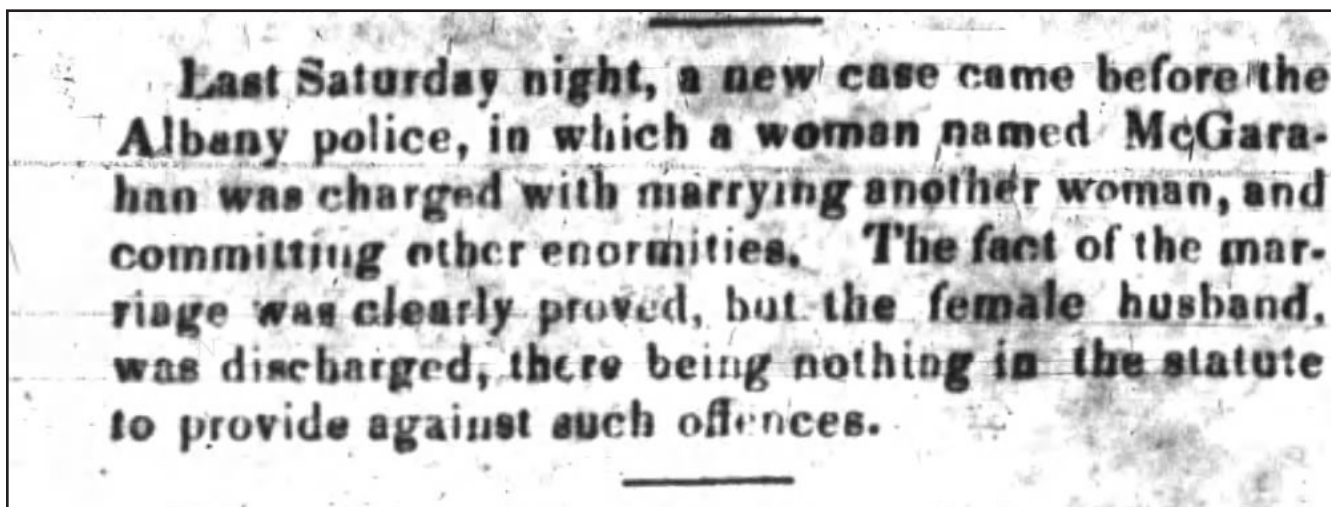 Last Saturday night, a new case came before the
Albany police, in which a woman named McGara-
han was charged with marrying another woman, and
committing other enormities. The fact of the mar-
riage was clearly proved, but the female husband,
was discharged, there being nothing in the statute
to provide against such offences.